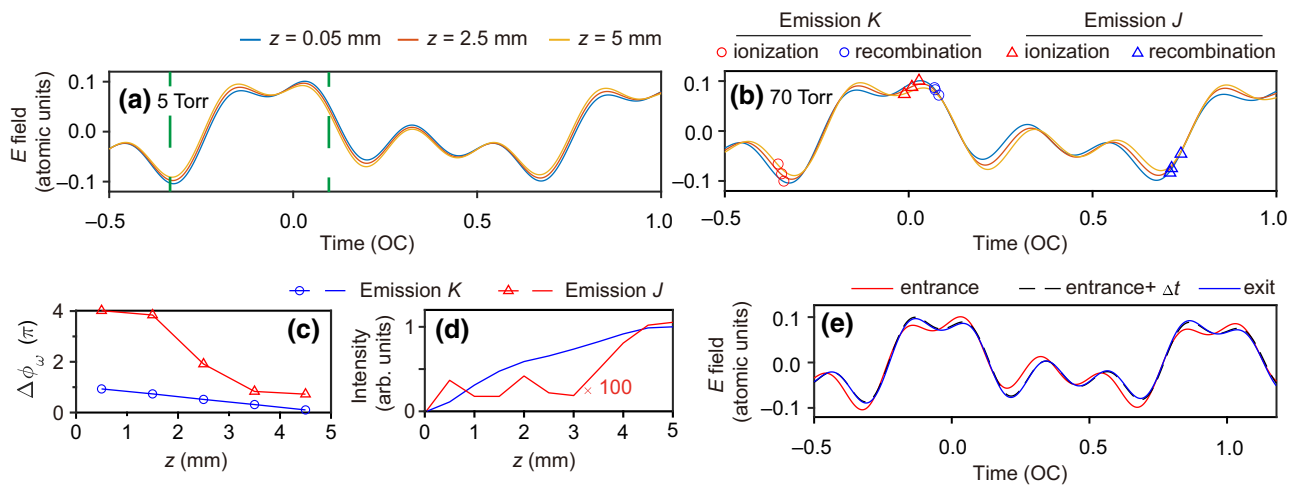 z = 0.05 mm z = 2.5 mm z = 5 mm
Emission K Emission J
ionization recombination ionization recombination
(a) 5 Torr
(b) 70 Torr
E field
(atomic units)
0.1
0.0
–0.1
–0.5 0.0 0.5 1.0
Time (OC)
E field
(atomic units)
0.1
0.0
–0.1
–0.5 0.0 0.5 1.0
Time (OC)
Emission K Emission J
(c)
Δϕω (π)
4
2
0
0 1 2 3 4 5
z (mm)
(d)
Intensity
(arb. units)
1
0
× 100
0 1 2 3 4 5
z (mm)
entrance entrance+ Δt exit
(e)
E field
(atomic units)
0.1
0.0
–0.1
–0.5 0.0 0.5 1.0
Time (OC)